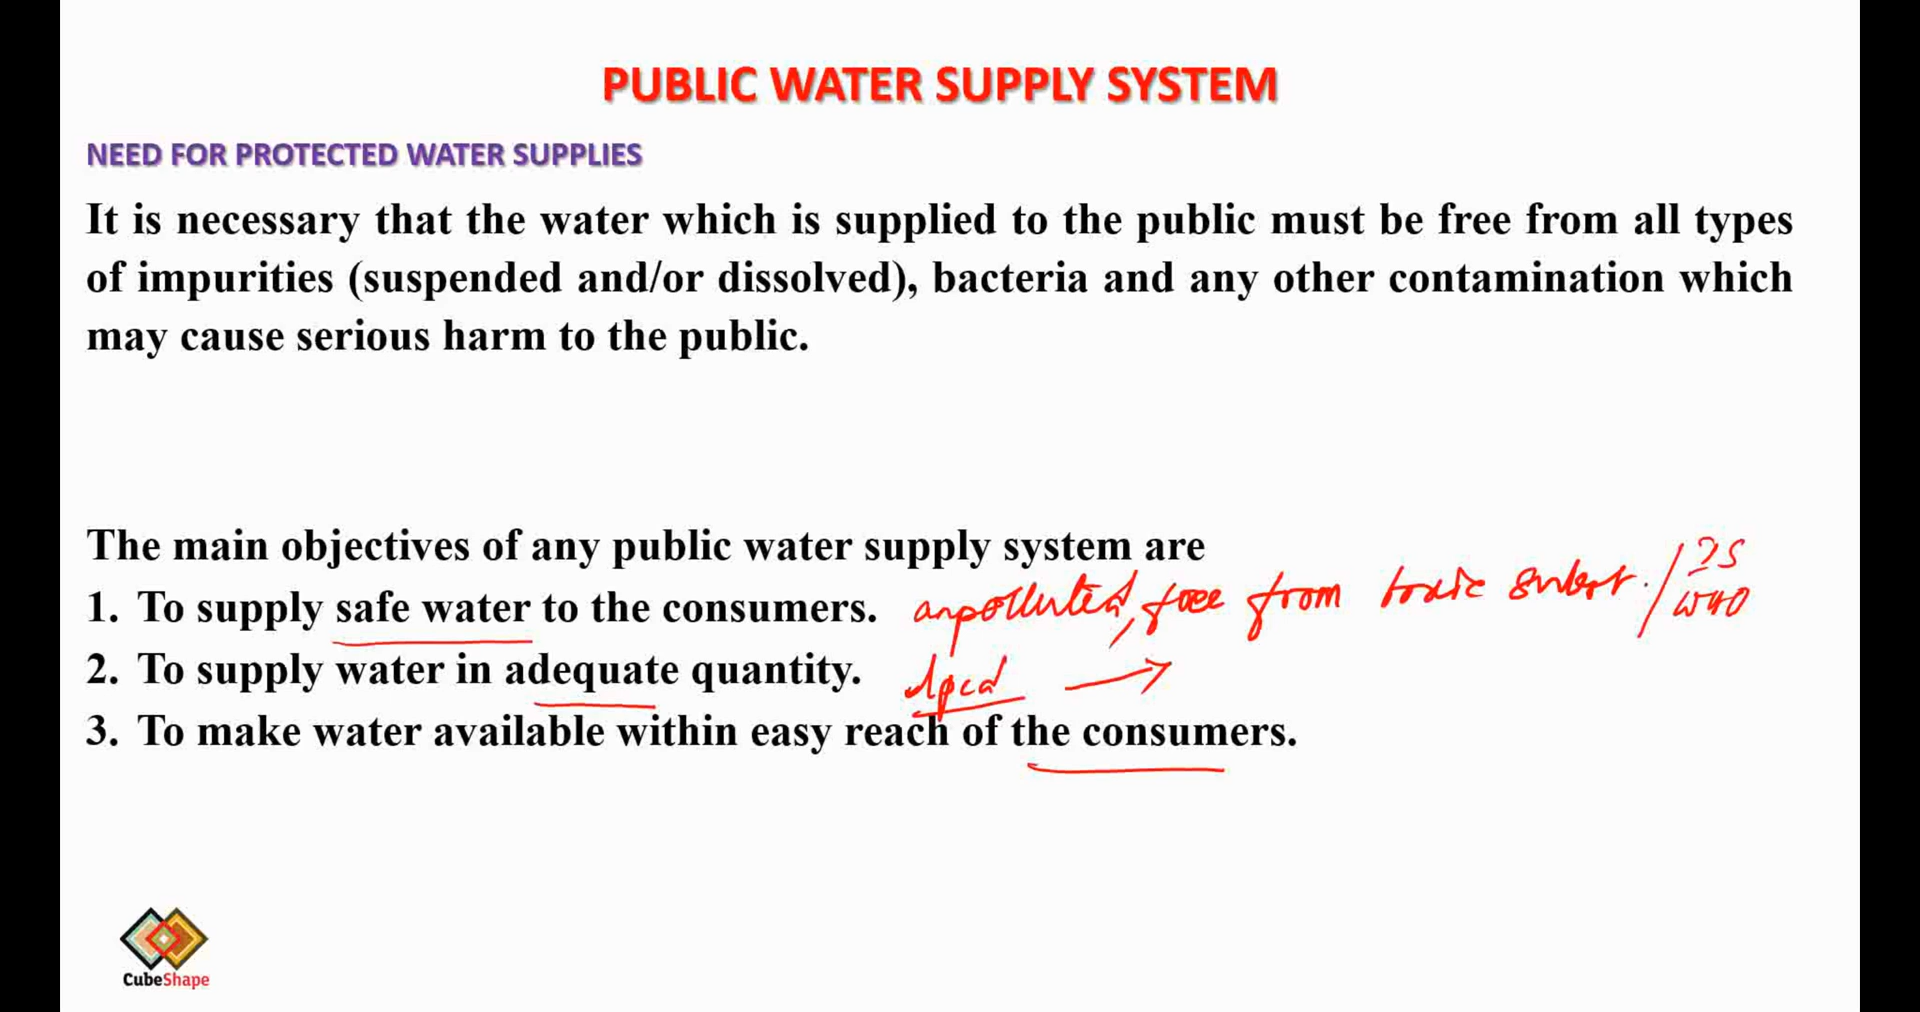 PUBLIC WATER SUPPLY SYSTEM
NEED FOR PROTECTED WATER SUPPLIES
It is necessary that the water which is supplied to the public must be free from all types
of impurities (suspended and/or dissolved), bacteria and any other contamination which
may cause serious harm to the public.
The main objectives of any public water supply system are
1. To supply safe water to the consumers. unpolluted, free from toxic subst. / IS
WHO
2. To supply water in adequate quantity. lpcd →
3. To make water available within easy reach of the consumers.
CubeShape